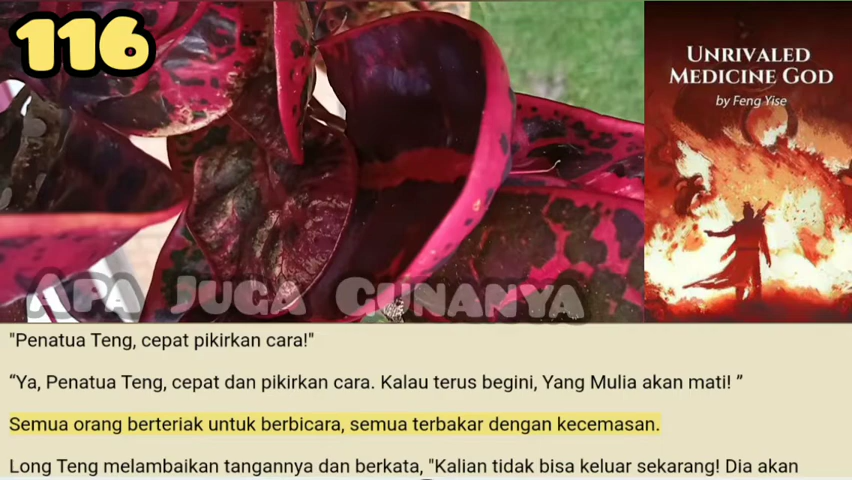 116
UNRIVALED
MEDICINE GOD
by Feng Yise
APA JUGA GUNANYA
"Penatua Teng, cepat pikirkan cara!"
“Ya, Penatua Teng, cepat dan pikirkan cara. Kalau terus begini, Yang Mulia akan mati! ”
Semua orang berteriak untuk berbicara, semua terbakar dengan kecemasan.
Long Teng melambaikan tangannya dan berkata, "Kalian tidak bisa keluar sekarang! Dia akan